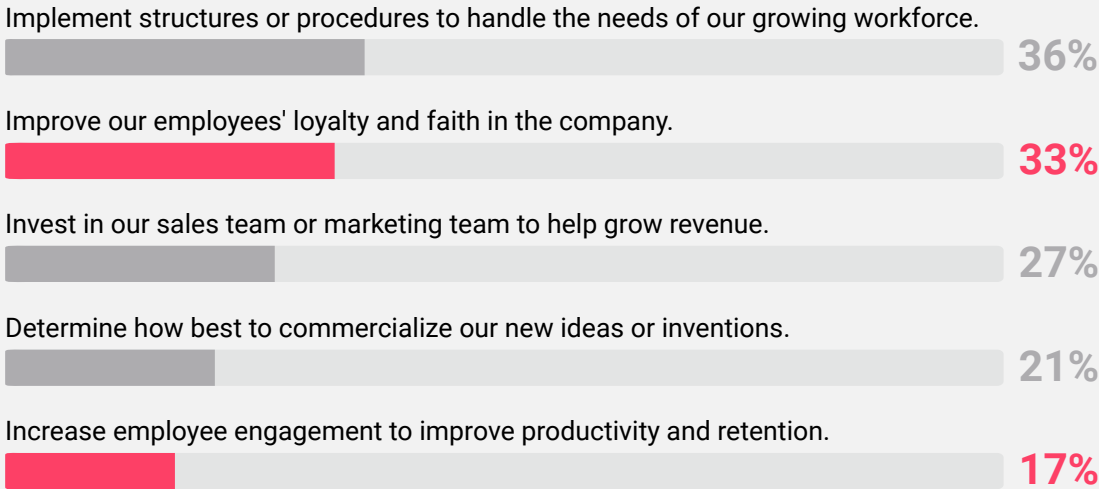 Implement structures or procedures to handle the needs of our growing workforce.
36%
Improve our employees' loyalty and faith in the company.
33%
Invest in our sales team or marketing team to help grow revenue.
27%
Determine how best to commercialize our new ideas or inventions.
21%
Increase employee engagement to improve productivity and retention.
17%